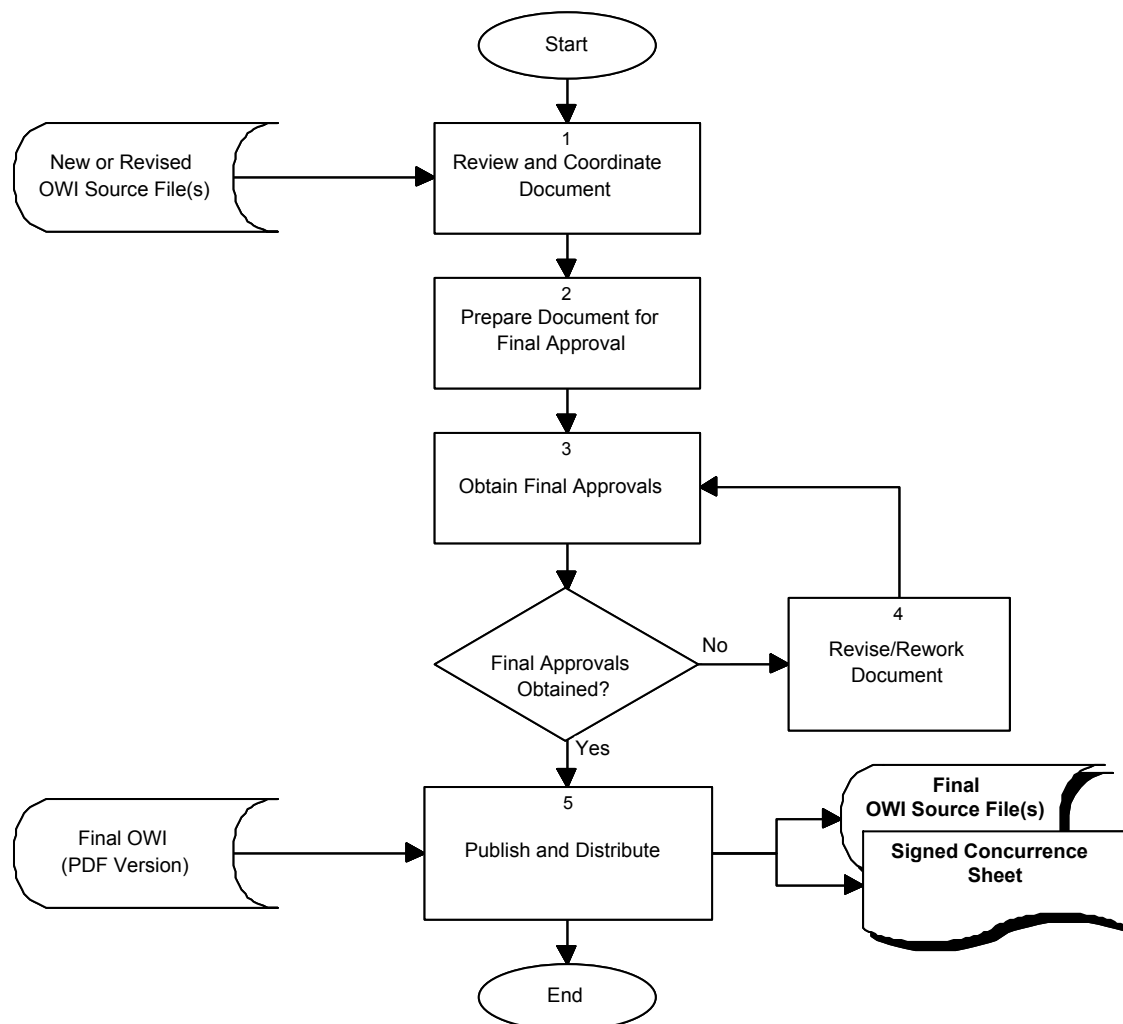 Start
New or Revised
OWI Source File(s)
1
Review and Coordinate
Document
2
Prepare Document for
Final Approval
3
Obtain Final Approvals
Final Approvals
Obtained?
No
4
Revise/Rework
Document
Yes
Final OWI
(PDF Version)
5
Publish and Distribute
Final
OWI Source File(s)
Signed Concurrence
Sheet
End